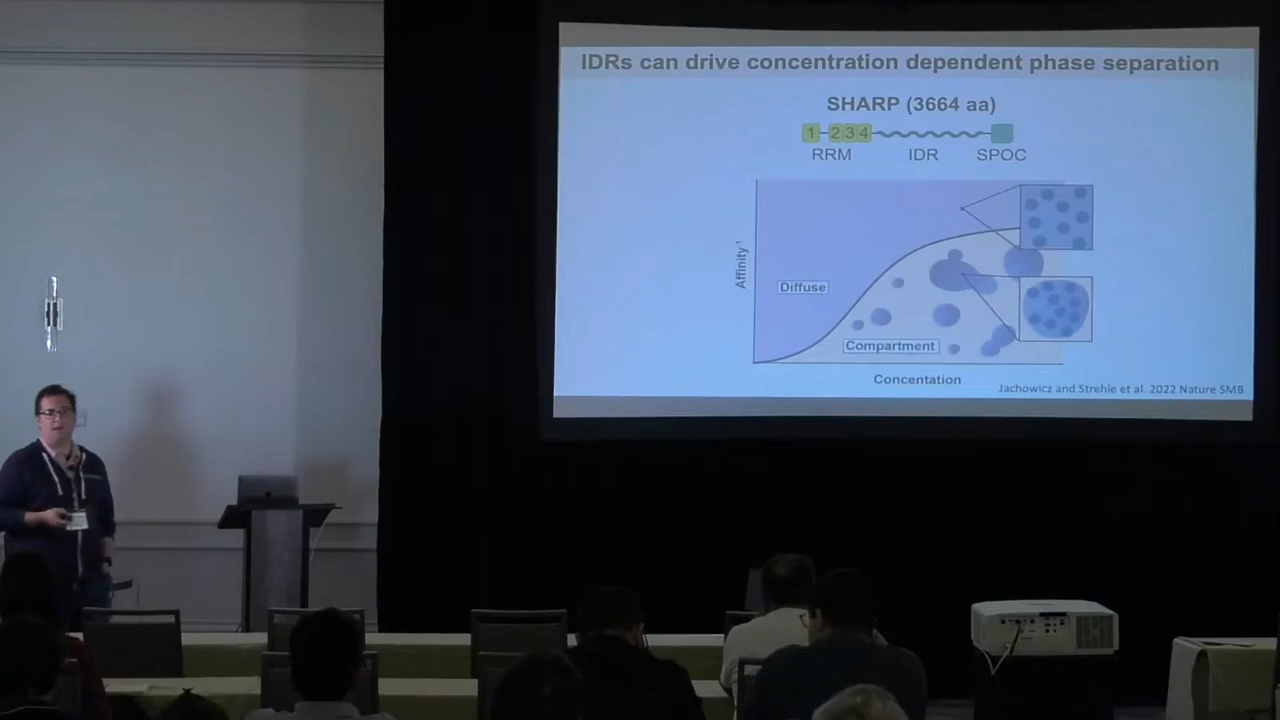 IDRs can drive concentration dependent phase separation
SHARP (3664 aa)
1 2 3 4
RRM IDR SPOC
Affinity-1
Diffuse
Compartment
Concentation
Jachowicz and Strehle et al. 2022 Nature SMB